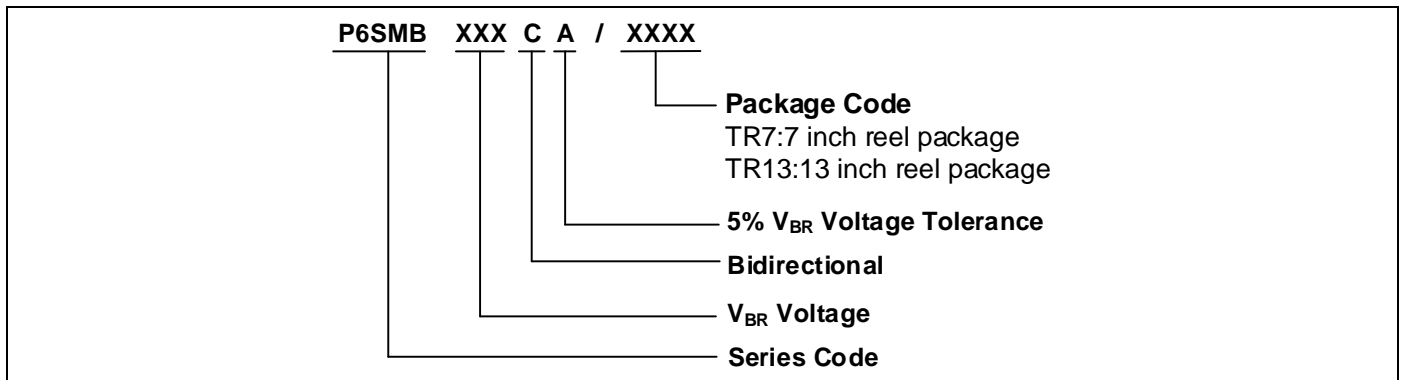 P6SMB XXX C A / XXXX
Package Code
TR7:7 inch reel package
TR13:13 inch reel package
5% VBR Voltage Tolerance
Bidirectional
VBR Voltage
Series Code